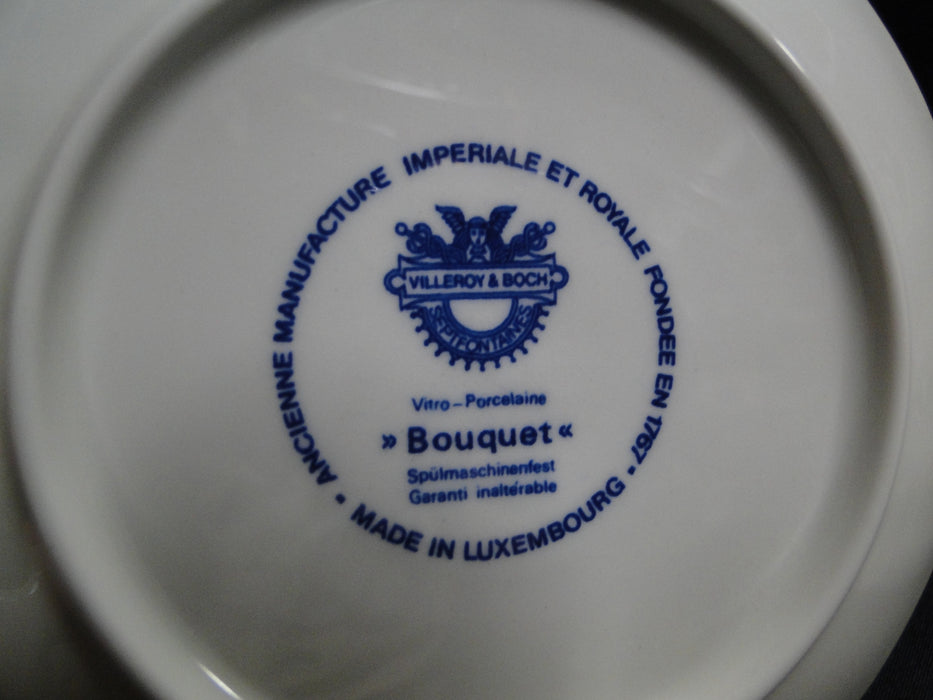 ANCIENNE MANUFACTURE IMPERIALE ET ROYALE FONDEE EN 1767 •
VILLEROY & BOCH
SEPTFONTAINES
Vitro-Porcelaine
» Bouquet «
Spülmaschinenfest
Garanti inaltérable
• MADE IN LUXEMBOURG